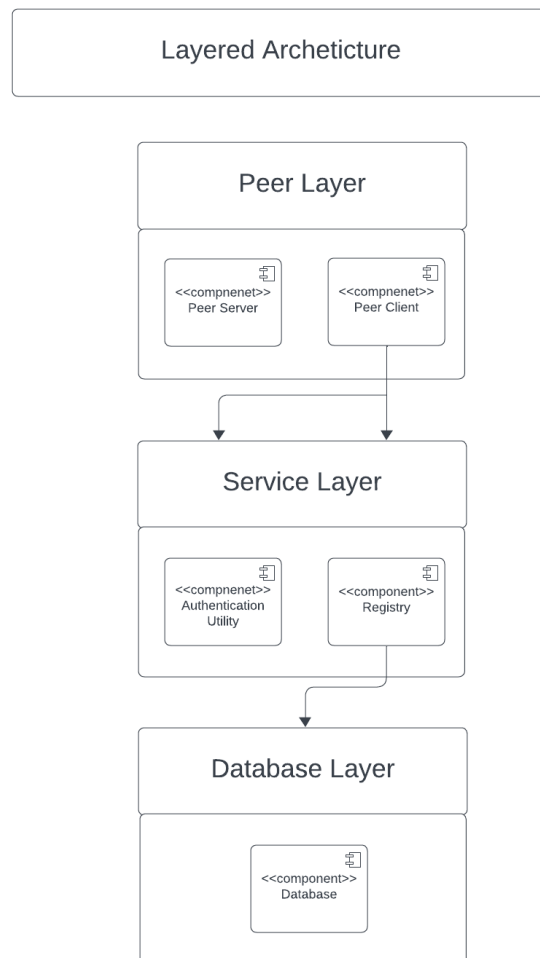 Layered Archeticture
Peer Layer
<<compnenet>>
Peer Server
<<compnenet>>
Peer Client
Service Layer
<<compnenet>>
Authentication
Utility
<<component>>
Registry
Database Layer
<<component>>
Database